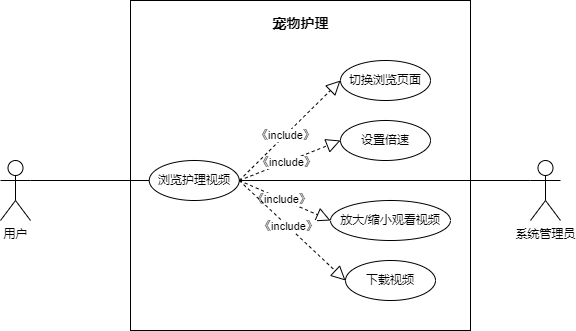 宠物护理
切换浏览页面
《include》
设置倍速
《include》
浏览护理视频
《include》
放大/缩小观看视频
《include》
下载视频
用户
系统管理员